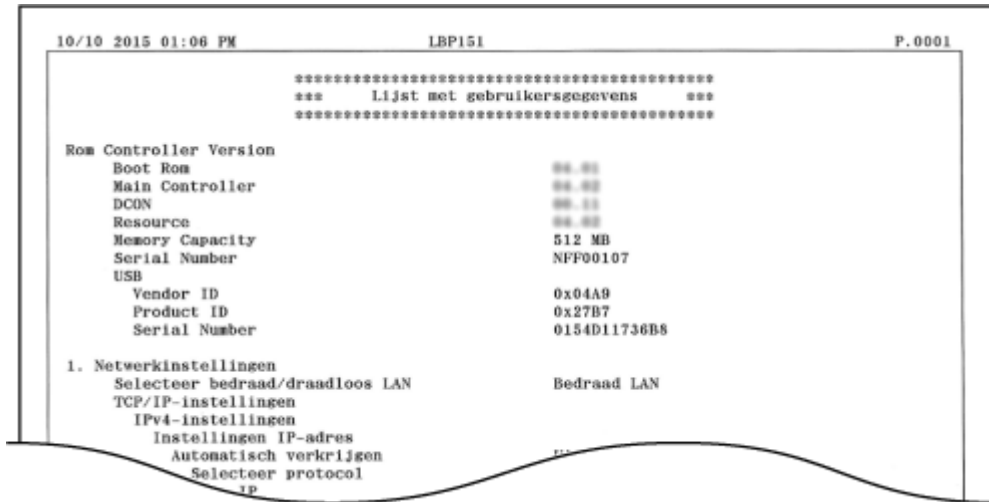 10/10 2015 01:06 PM LBP151 P.0001
*******************************************
*** Lijst met gebruikersgegevens ***
*******************************************
Rom Controller Version
Boot Rom
Main Controller
DCON
Resource
Memory Capacity 512 MB
Serial Number NFF00107
USB
Vendor ID 0x04A9
Product ID 0x27B7
Serial Number 0154D11736B8
1. Netwerkinstellingen
Selecteer bedraad/draadloos LAN Bedraad LAN
TCP/IP-instellingen
IPv4-instellingen
Instellingen IP-adres
Automatisch verkrijgen
Selecteer protocol
IP